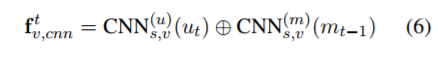 f^t_{v,cnn} = CNN^{(u)}_{s,v}(u_t) ⊕ CNN^{(m)}_{s,v}(m_{t−1}) (6)